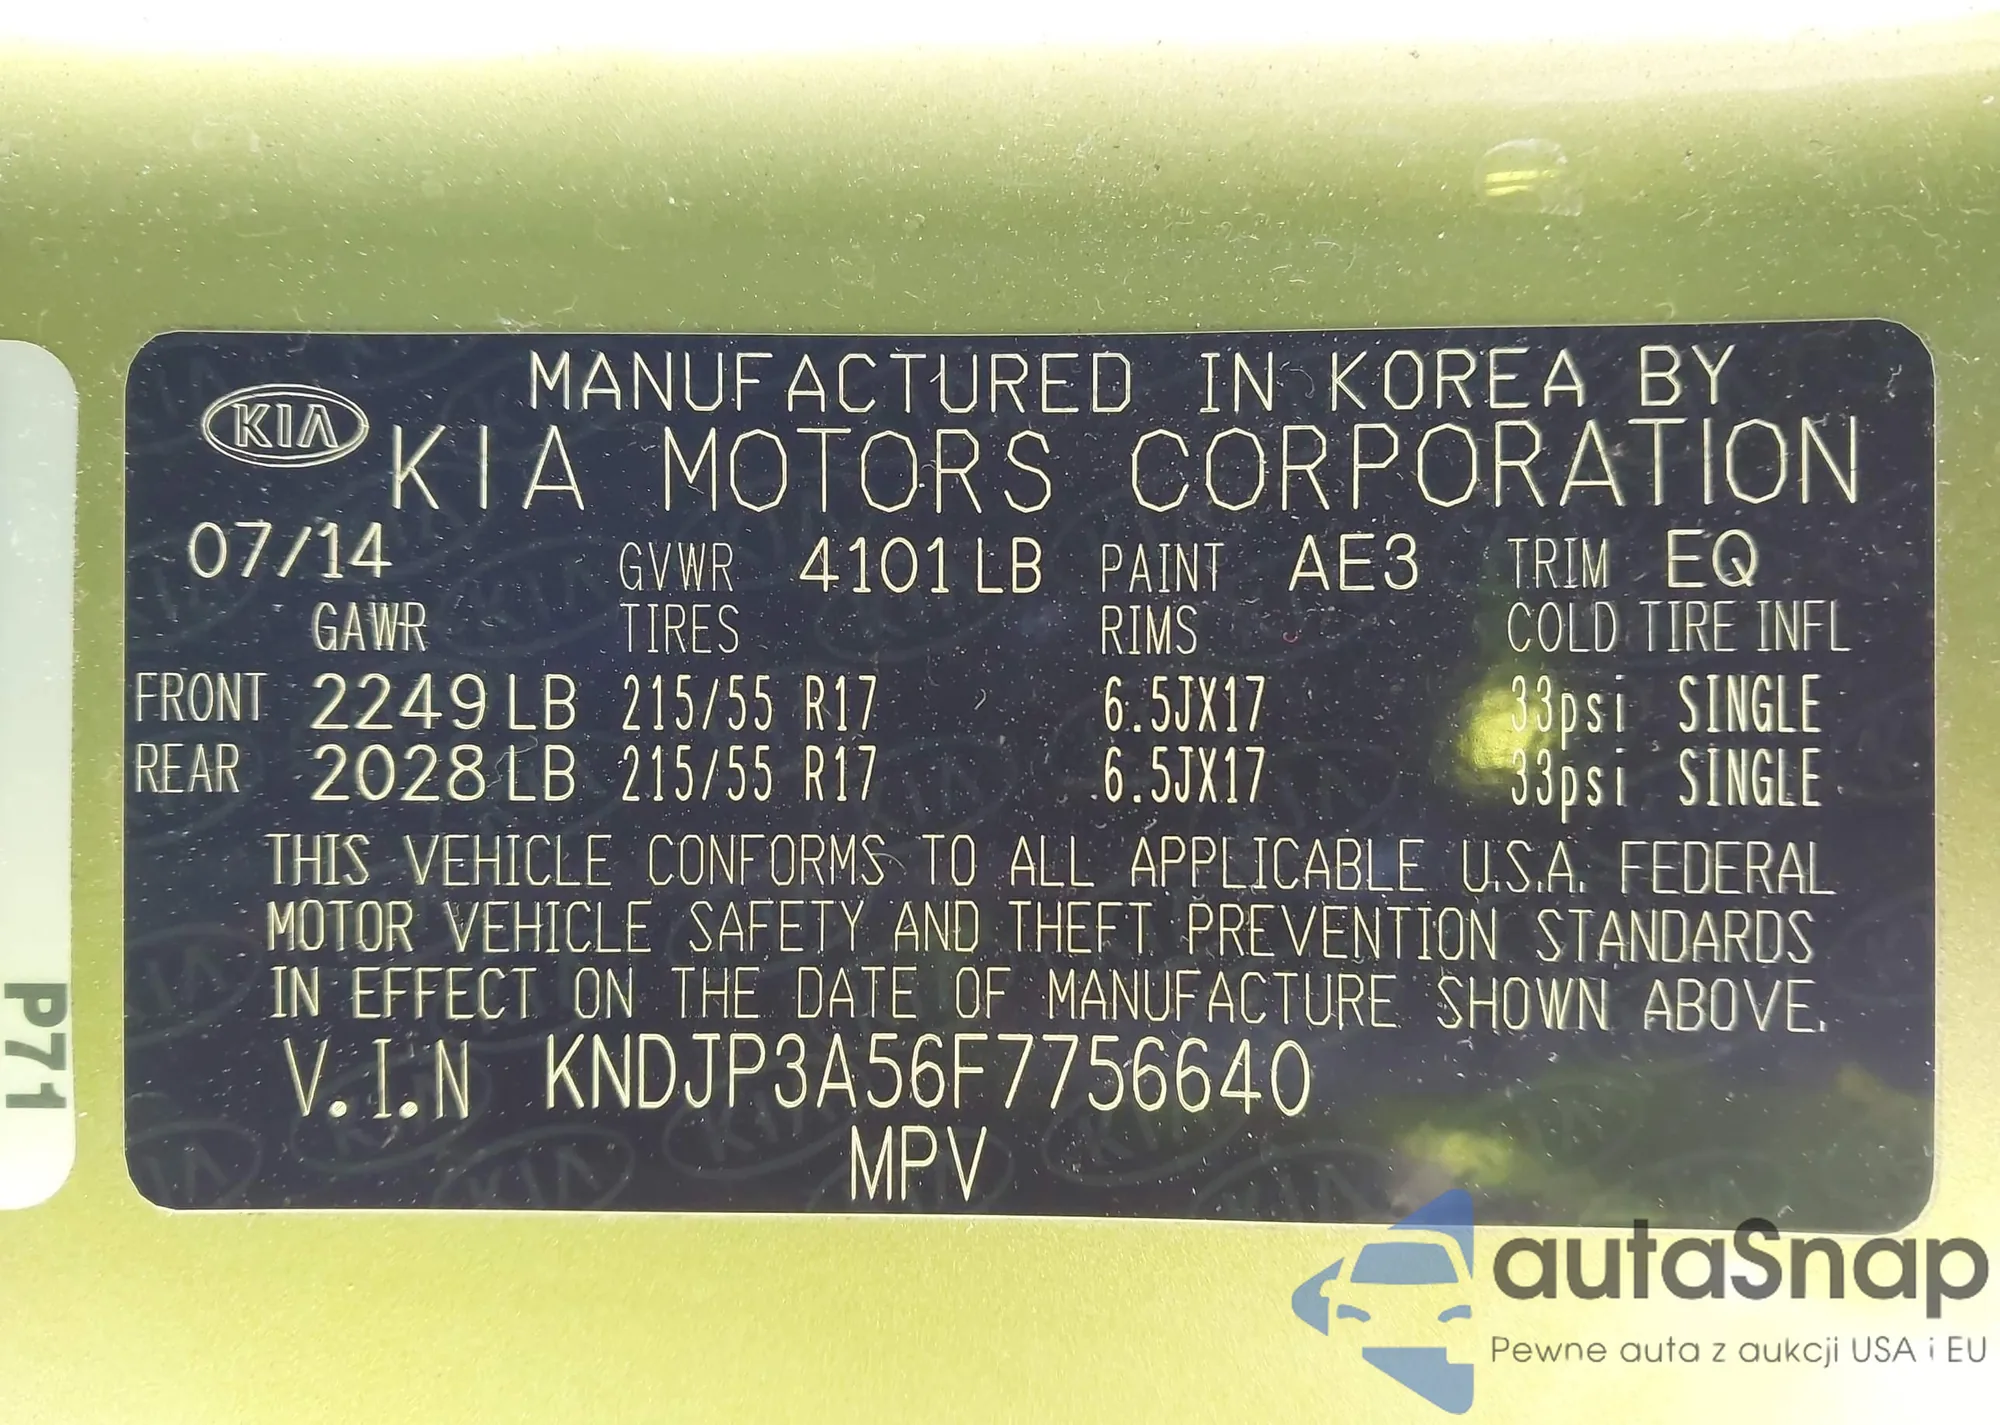 MANUFACTURED IN KOREA BY
KIA KIA MOTORS CORPORATION
07/14 GVWR 4101 LB PAINT AE3 TRIM EQ
GAWR TIRES RIMS COLD TIRE INFL
FRONT 2249 LB 215/55 R17 6.5JX17 33psi SINGLE
REAR 2028 LB 215/55 R17 6.5JX17 33psi SINGLE
THIS VEHICLE CONFORMS TO ALL APPLICABLE U.S.A. FEDERAL
MOTOR VEHICLE SAFETY AND THEFT PREVENTION STANDARDS
IN EFFECT ON THE DATE OF MANUFACTURE SHOWN ABOVE.
V.I.N KNDJP3A56F7756640
MPV
P71
autaSnap
Pewne auta z aukcji USA i EU